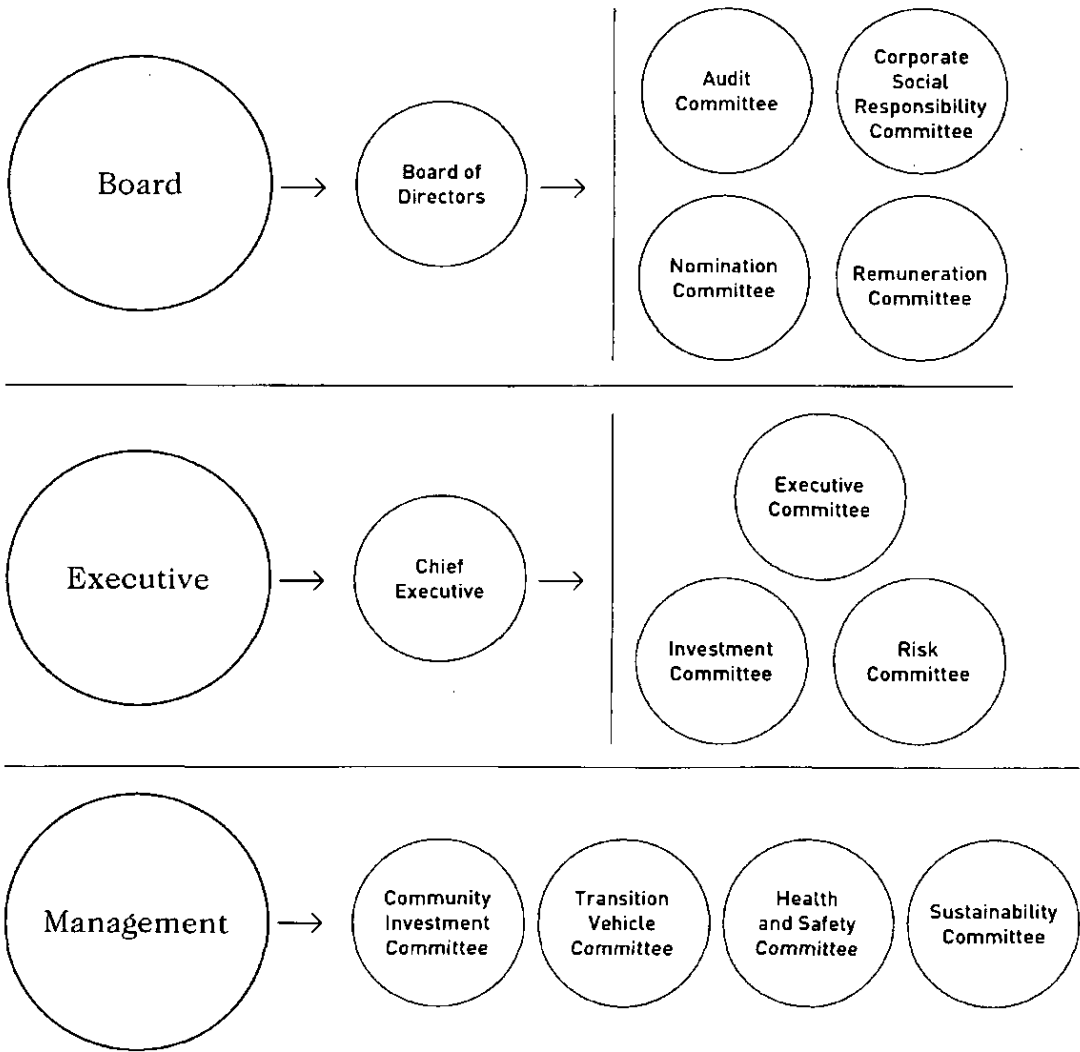 Board
Board of
Directors
Audit
Committee
Corporate
Social
Responsibility
Committee
Nomination
Committee
Remuneration
Committee
Executive
Chief
Executive
Executive
Committee
Investment
Committee
Risk
Committee
Management
Community
Investment
Committee
Transition
Vehicle
Committee
Health
and Safety
Committee
Sustainability
Committee